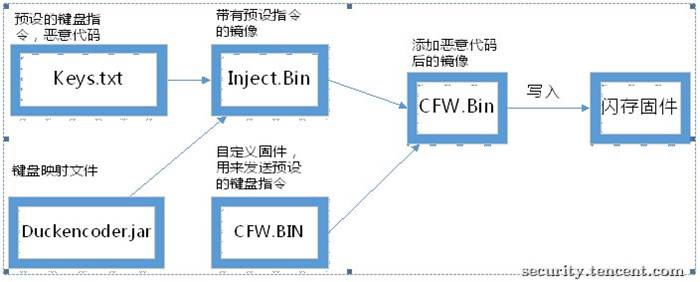 预设的键盘指
令，恶意代码
Keys.txt
带有预设指令
的镜像
Inject.Bin
添加恶意代码
后的镜像
CFW.Bin
写入
闪存固件
键盘映射文件
Duckencoder.jar
自定义固件，
用来发送预设
的键盘指令
CFW.BIN
security.tencent.com